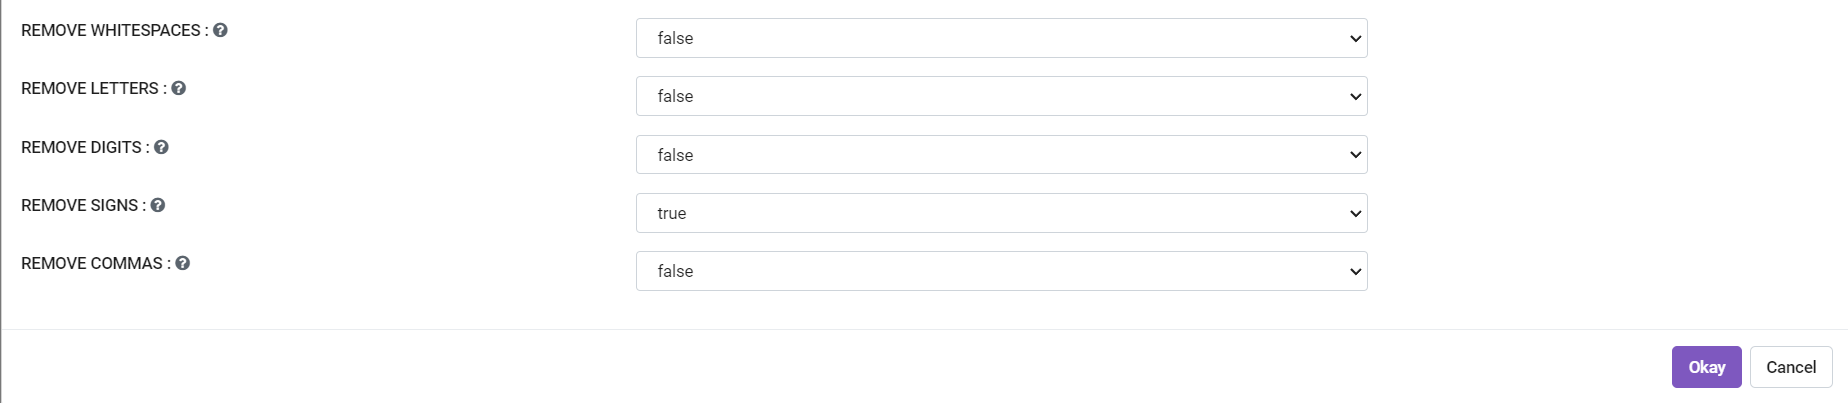 REMOVE WHITESPACES : ?
false
REMOVE LETTERS : ?
false
REMOVE DIGITS : ?
false
REMOVE SIGNS : ?
true
REMOVE COMMAS : ?
false
Okay
Cancel